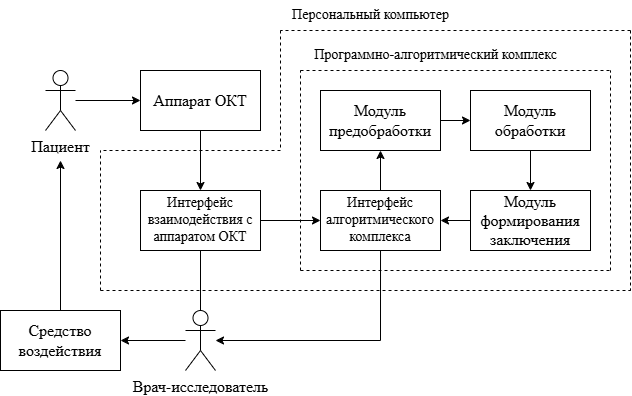 Персональный компьютер
Программно-алгоритмический комплекс
Аппарат ОКТ
Модуль
предобработки
Модуль
обработки
Пациент
Интерфейс
взаимодействия с
аппаратом ОКТ
Интерфейс
алгоритмического
комплекса
Модуль
формирования
заключения
Средство
воздействия
Врач-исследователь